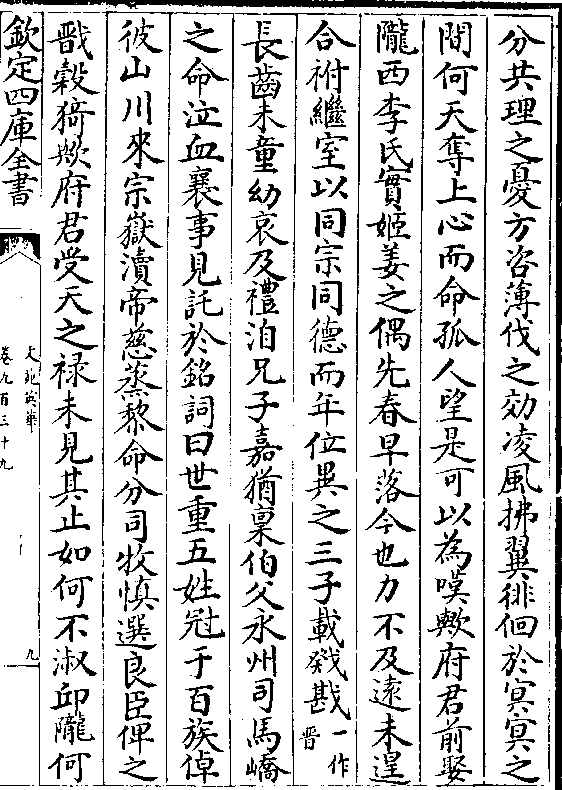 分共理之憂方咨薄伐之效凌風拂翼徘徊於冥冥之
間何天奪上心而命孤人望是可以為嘆歟府君前娶
隴西李氏實姬姜之偶先春早落今也力不及遠未遑
合祔繼室以同宗同德而年位異之三子載戣戡一作晉
長齒未童幼哀及禮洎兄子嘉猶稟伯父永州司馬嶠
之命泣血襄事見託於銘詞曰世重五姓冠于百族倬
彼山川來宗嶽瀆帝慈蒸黎命分司牧慎選良臣俾之
戩穀猗歟府君受天之禄未見其止如何不淑邱隴何
欽定四庫全書
文苑英華
卷九百三十九
九